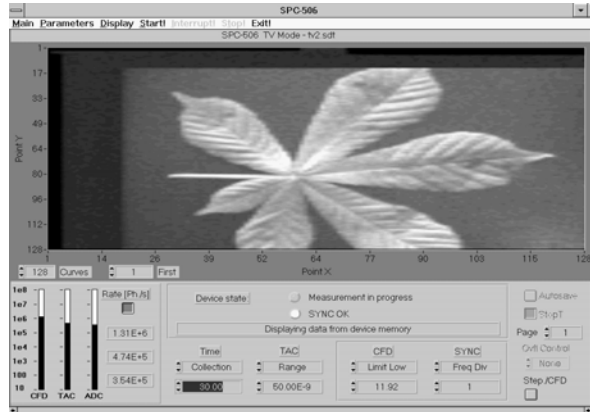 SPC-506
Main Parameters Display Start! Interrupt! Stop! Exit!
SPC-506 TV Mode - tv2.sdt
1
17
33
49
64
80
96
112
128
Point Y
1 14 26 39 52 64 77 90 103 115 128
Point X
128 Curves 1 First
1e8
1e7
1e6
1e5
1e4
1e3
100
10
CFD TAC ADC
Rate [Ph/s]
1.31E+6
4.74E+5
3.54E+5
Device state
Measurement in progress
SYNC OK
Displaying data from device memory
Time TAC CFD SYNC
Collection Range Limit Low Freq Div
30.00 50.00E-9 11.92 1
Autosave
Stop T
Page 1
Ovfl Control
None
Step /CFD